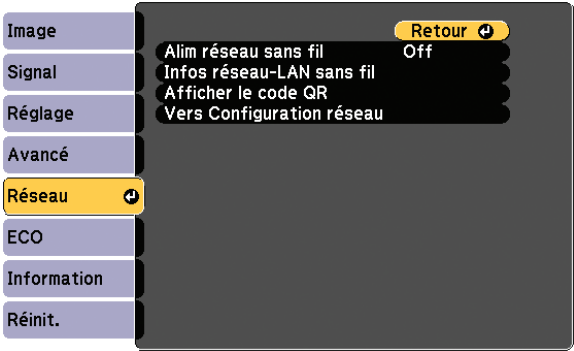 Image
Signal
Réglage
Avancé
Réseau
ECO
Information
Réinit.
Retour
Alim réseau sans fil Off
Infos réseau-LAN sans fil
Afficher le code QR
Vers Configuration réseau